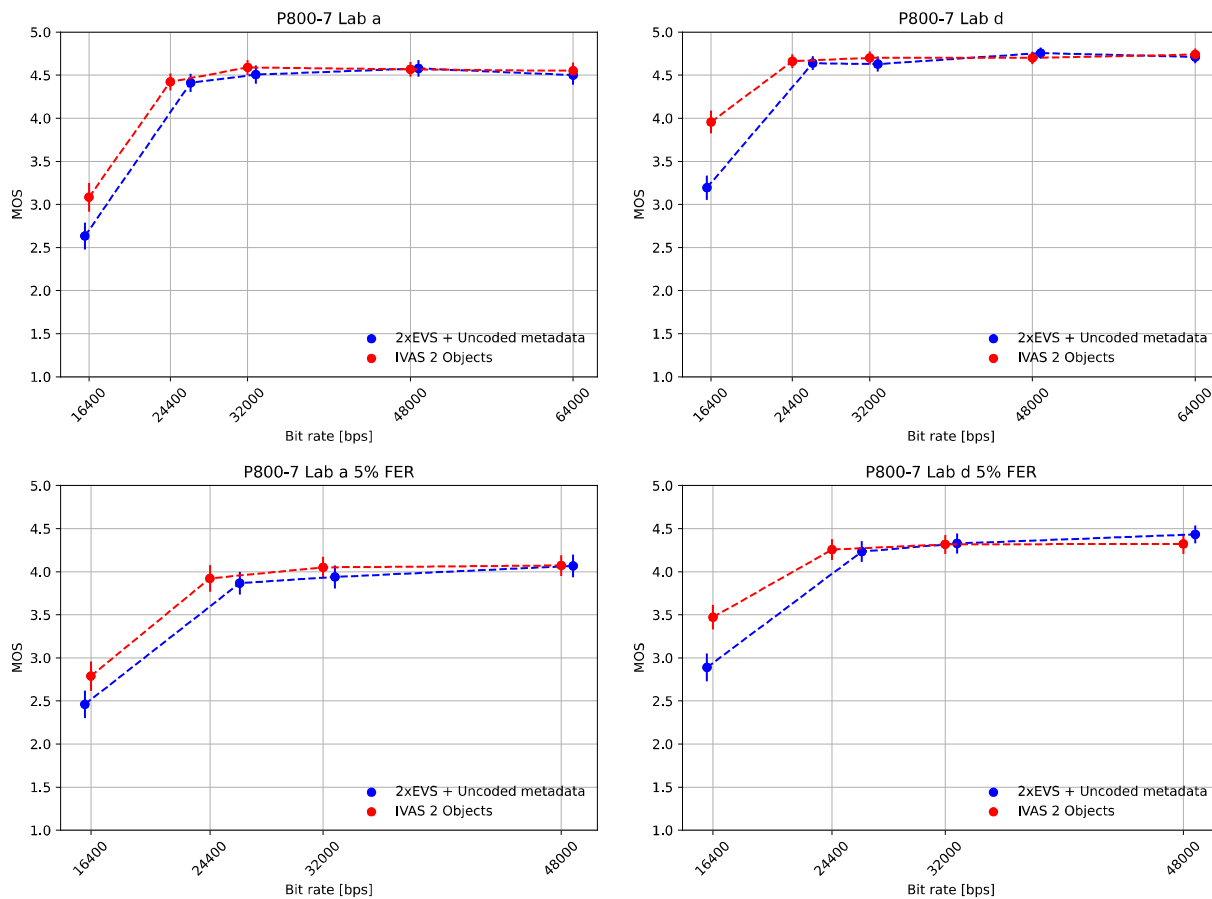 P800-7 Lab a
5.0
4.5
4.0
3.5
3.0
2.5
2.0
1.5
1.0
MOS
2xEVS + Uncoded metadata
IVAS 2 Objects
16400
24400
32000
48000
64000
Bit rate [bps]
P800-7 Lab d
5.0
4.5
4.0
3.5
3.0
2.5
2.0
1.5
1.0
MOS
2xEVS + Uncoded metadata
IVAS 2 Objects
16400
24400
32000
48000
64000
Bit rate [bps]
P800-7 Lab a 5% FER
5.0
4.5
4.0
3.5
3.0
2.5
2.0
1.5
1.0
MOS
2xEVS + Uncoded metadata
IVAS 2 Objects
16400
24400
32000
48000
Bit rate [bps]
P800-7 Lab d 5% FER
5.0
4.5
4.0
3.5
3.0
2.5
2.0
1.5
1.0
MOS
2xEVS + Uncoded metadata
IVAS 2 Objects
16400
24400
32000
48000
Bit rate [bps]